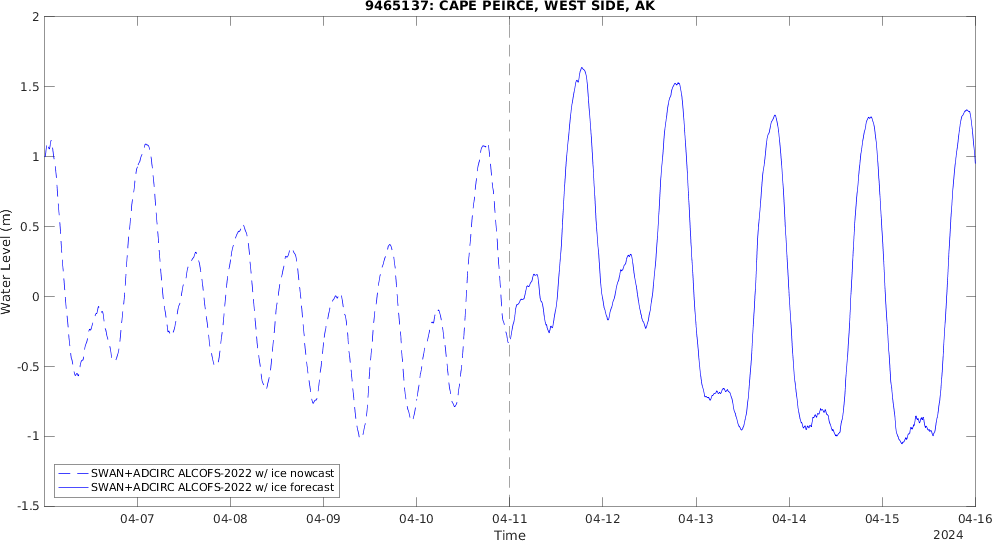 9465137: CAPE PEIRCE, WEST SIDE, AK
2
1.5
1
0.5
0
-0.5
-1
-1.5
Water Level (m)
SWAN+ADCIRC ALCOFS-2022 w/ ice nowcast
SWAN+ADCIRC ALCOFS-2022 w/ ice forecast
04-07 04-08 04-09 04-10 04-11 04-12 04-13 04-14 04-15 04-16
Time
2024